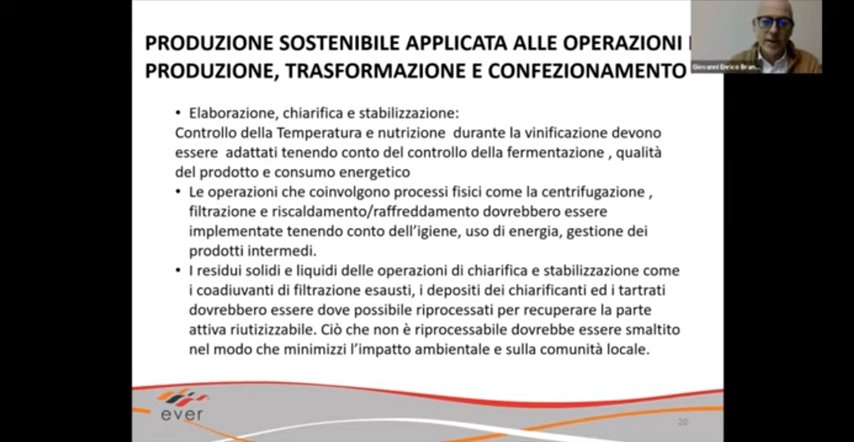 PRODUZIONE SOSTENIBILE APPLICATA ALLE OPERAZIONI
PRODUZIONE, TRASFORMAZIONE E CONFEZIONAMENTO
• Elaborazione, chiarifica e stabilizzazione:
Controllo della Temperatura e nutrizione durante la vinificazione devono
essere adattati tenendo conto del controllo della fermentazione , qualità
del prodotto e consumo energetico
• Le operazioni che coinvolgono processi fisici come la centrifugazione ,
filtrazione e riscaldamento/raffreddamento dovrebbero essere
implementate tenendo conto dell'igiene, uso di energia, gestione dei
prodotti intermedi.
• I residui solidi e liquidi delle operazioni di chiarifica e stabilizzazione come
i coadiuvanti di filtrazione esausti, i depositi dei chiarificanti ed i tartrati
dovrebbero essere dove possibile riprocessati per recuperare la parte
attiva riutizizzabile. Ciò che non è riprocessabile dovrebbe essere smaltito
nel modo che minimizzi l'impatto ambientale e sulla comunità locale.
Giovanni Enrico Bran...
ever
20